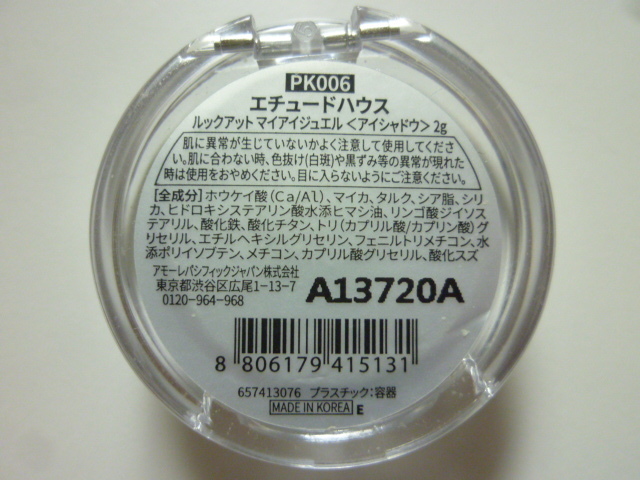 PK006
エチュードハウス
ルックアット マイアイジュエル <アイシャドウ> 2g
肌に異常が生じていないかよく注意して使用してくださ
い。肌に合わない時、色抜け(白斑)や黒ずみ等の異常が現れた
時は使用をおやめください。目に入らないようにご注意ください。
[全成分] ホウケイ酸(Ca/Al)、マイカ、タルク、シア脂、シリ
カ、ヒドロキシステアリン酸水添ヒマシ油、リンゴ酸ジイソス
テアリル、酸化鉄、酸化チタン、トリ(カプリル酸/カプリン酸)グ
リセリル、エチルヘキシルグリセリン、フェニルトリメチコン、水
添ポリイソブテン、メチコン、カプリル酸グリセリル、酸化スズ
アモーレパシフィックジャパン株式会社
東京都渋谷区広尾1-13-7
0120-964-968
A13720A
8 806179 415131
657413076 プラスチック:容器
MADE IN KOREA E